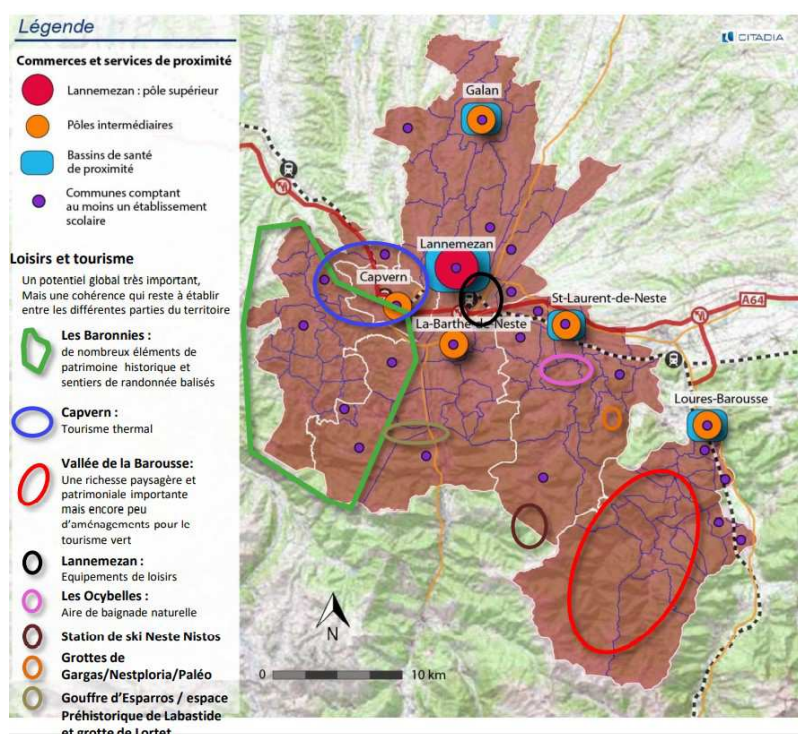 Légende
Commerces et services de proximité
Lannemezan : pôle supérieur
Pôles intermédiaires
Bassins de santé
de proximité
Communes comptant
au moins un établissement
scolaire
Loisirs et tourisme
Un potentiel global très important,
Mais une cohérence qui reste à établir
entre les différentes parties du territoire
Les Baronnies :
de nombreux éléments de
patrimoine historique et
sentiers de randonnée balisés
Capvern :
Tourisme thermal
Vallée de la Barousse:
Une richesse paysagère et
patrimoniale importante
mais encore peu
d'aménagements pour le
tourisme vert
Lannemezan :
Equipements de loisirs
Les Ocybelles :
Aire de baignade naturelle
Station de ski Neste Nistos
Grottes de
Gargas/Nestploria/Paléo
Gouffre d'Esparros / espace
Préhistorique de Labastide
et grotte de Lortet
CITADIA
Galan
Lannemezan
Capvern
St-Laurent-de-Neste
A64
La-Barthe-de-Neste
Loures-Barousse
N
0 10 km